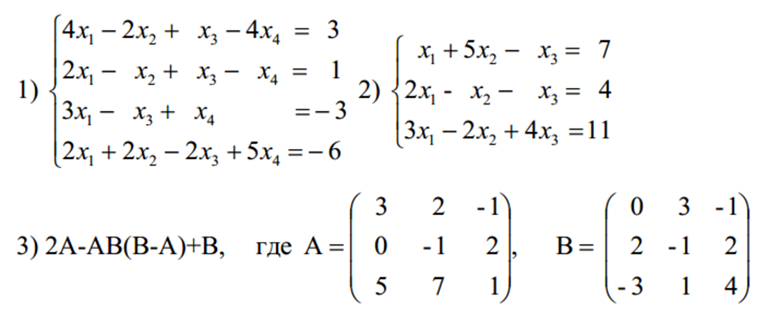 1) { 4x₁ − 2x₂ + x₃ − 4x₄ = 3
2x₁ − x₂ + x₃ − x₄ = 1
3x₁ − x₃ + x₄ = −3
2x₁ + 2x₂ − 2x₃ + 5x₄ = −6
2) { x₁ + 5x₂ − x₃ = 7
2x₁ - x₂ − x₃ = 4
3x₁ − 2x₂ + 4x₃ = 11
3) 2A-AB(B-A)+B, где A = ( 3 2 -1
0 -1 2
5 7 1 ),
B = ( 0 3 -1
2 -1 2
-3 1 4 )